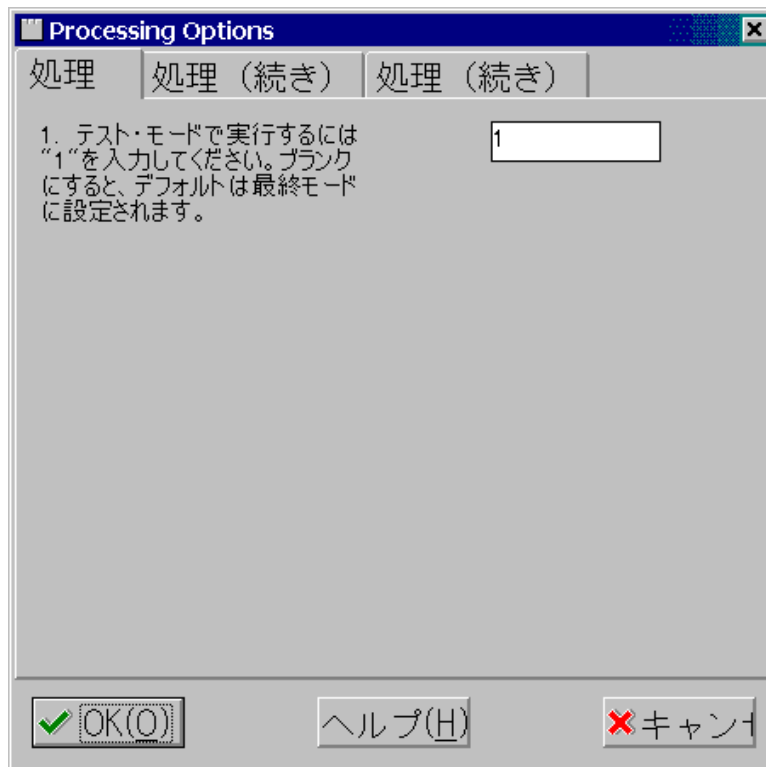 Processing Options
処理
処理（続き）
処理（続き）
1. テスト・モードで実行するには
"1"を入力してください。ブランク
にすると、デフォルトは最終モード
に設定されます。
1
OK(O)
ヘルプ(H)
キャン